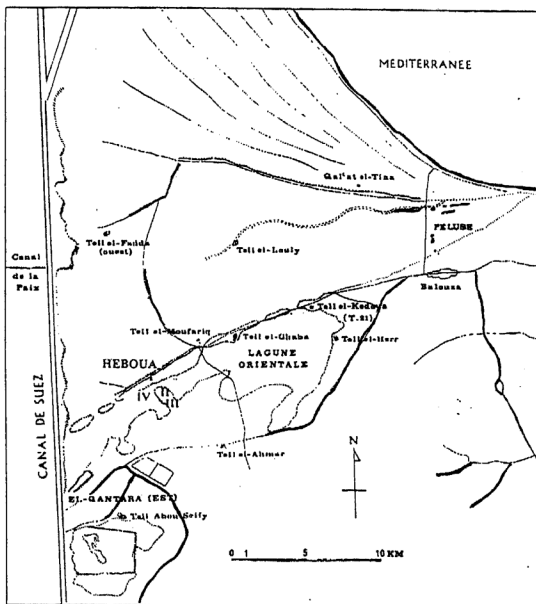 MEDITERRANEE
Qal'at el-Tina
Tell el-Fadda
(ouest)
Tell el-Louly
PELUSE
Canal
de la
Paix
Balouza
Tell el-Kedoua
(T.21)
Tell el-Moufariq
Tell el-Ghaba
Tell el-Herr
LAGUNE
ORIENTALE
HEBOUA
IV
II
III
CANAL DE SUEZ
Tell el-Ahmar
N
EL-QANTARA (EST)
Tell Abou Seify
0 1 5 10 KM